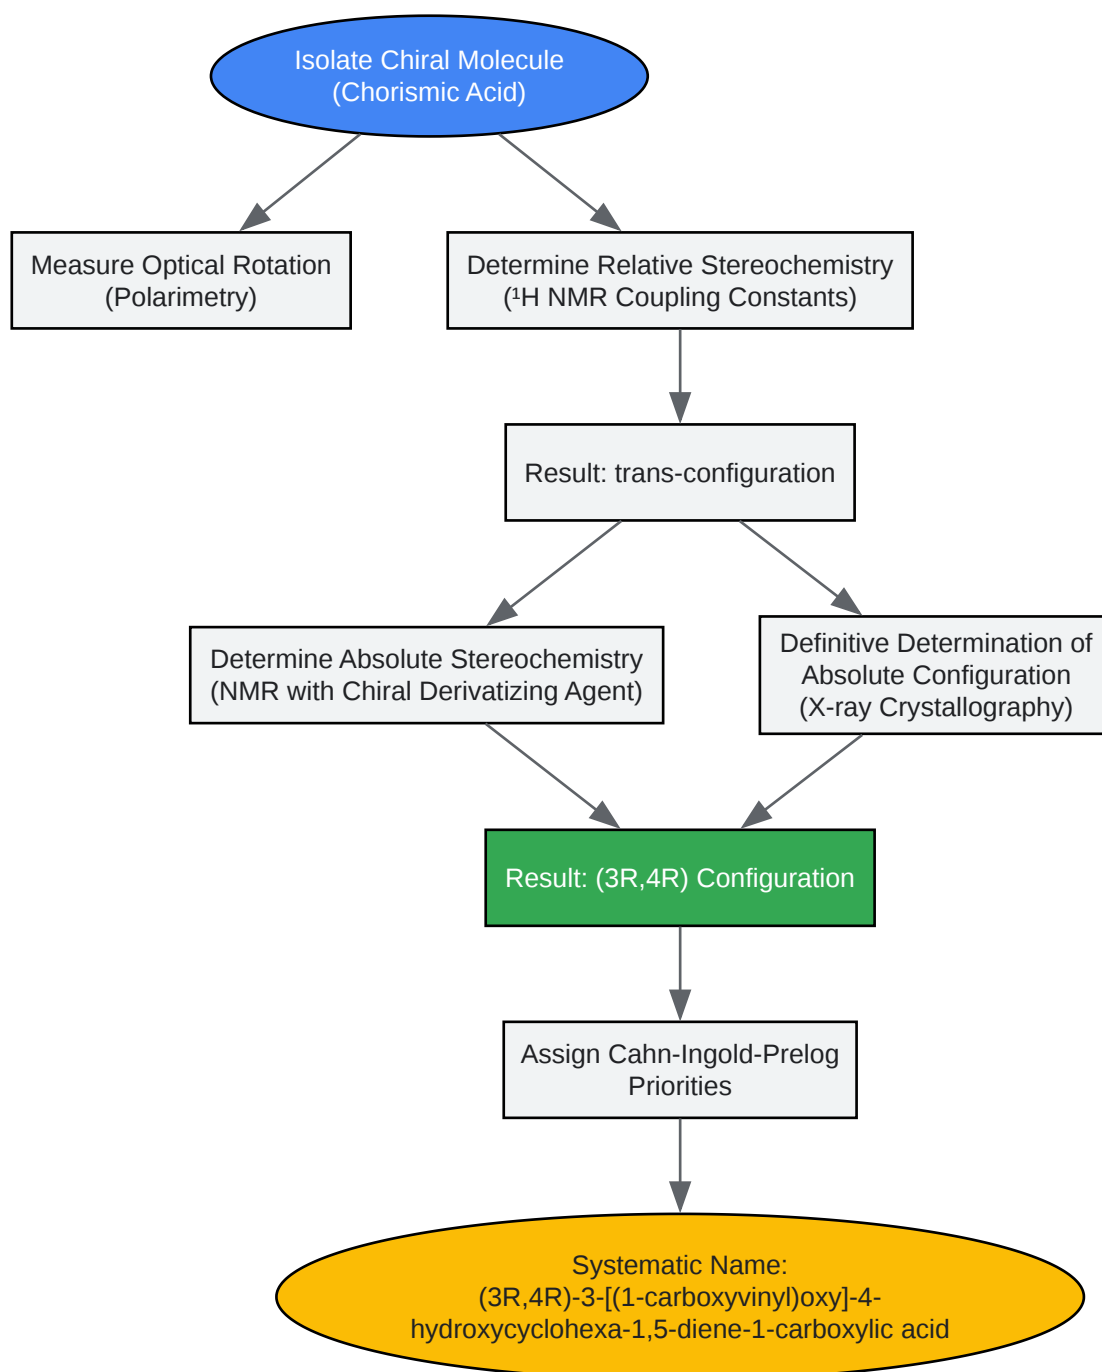 Isolate Chiral Molecule
(Chorismic Acid)
Measure Optical Rotation
(Polarimetry)
Determine Relative Stereochemistry
(¹H NMR Coupling Constants)
Result: trans-configuration
Determine Absolute Stereochemistry
(NMR with Chiral Derivatizing Agent)
Definitive Determination of
Absolute Configuration
(X-ray Crystallography)
Result: (3R,4R) Configuration
Assign Cahn-Ingold-Prelog
Priorities
Systematic Name:
(3R,4R)-3-[(1-carboxyvinyl)oxy]-4-
hydroxycyclohexa-1,5-diene-1-carboxylic acid